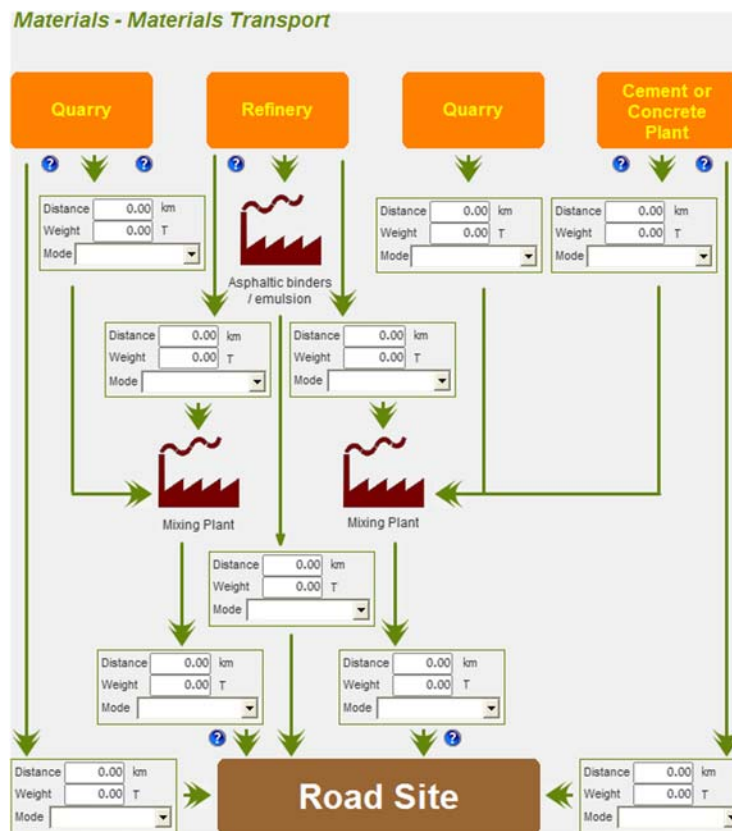 Materials - Materials Transport
Quarry
Refinery
Quarry
Cement or
Concrete
Plant
?
?
?
?
?
Distance 0.00 km
Weight 0.00 T
Mode
Asphaltic binders
/ emulsion
Distance 0.00 km
Weight 0.00 T
Mode
Distance 0.00 km
Weight 0.00 T
Mode
Distance 0.00 km
Weight 0.00 T
Mode
Distance 0.00 km
Weight 0.00 T
Mode
Mixing Plant
Mixing Plant
Distance 0.00 km
Weight 0.00 T
Mode
Distance 0.00 km
Weight 0.00 T
Mode
Distance 0.00 km
Weight 0.00 T
Mode
?
?
Distance 0.00 km
Weight 0.00 T
Mode
Road Site
Distance 0.00 km
Weight 0.00 T
Mode